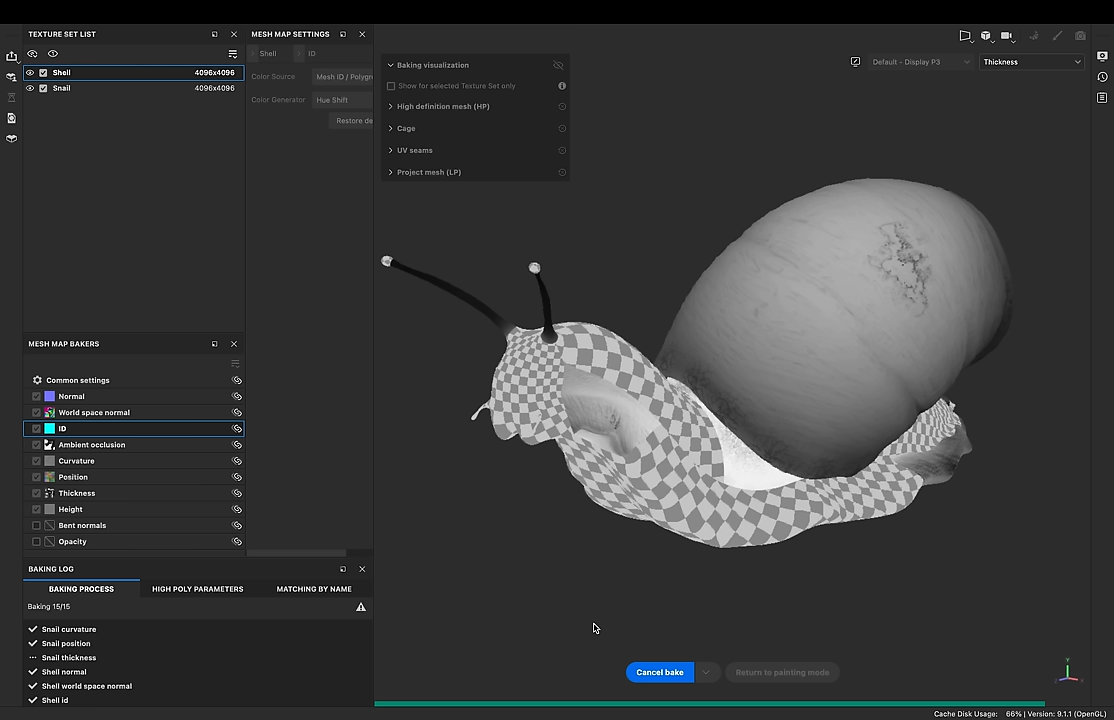 TEXTURE SET LIST
Shell 4096x4096
Snail 4096x4096
MESH MAP SETTINGS
Shell ID
Color Source Mesh ID / Polygro
Color Generator Hue Shift
Restore de
Baking visualization
Show for selected Texture Set only
High definition mesh (HP)
Cage
UV seams
Project mesh (LP)
Default - Display P3
Thickness
MESH MAP BAKERS
Common settings
Normal
World space normal
ID
Ambient occlusion
Curvature
Position
Thickness
Height
Bent normals
Opacity
BAKING LOG
BAKING PROCESS HIGH POLY PARAMETERS MATCHING BY NAME
Baking 15/15
Snail curvature
Snail position
Snail thickness
Shell normal
Shell world space normal
Shell id
Cancel bake
Return to painting mode
Y
Z X
Cache Disk Usage: 66% | Version: 9.1.1 (OpenGL)